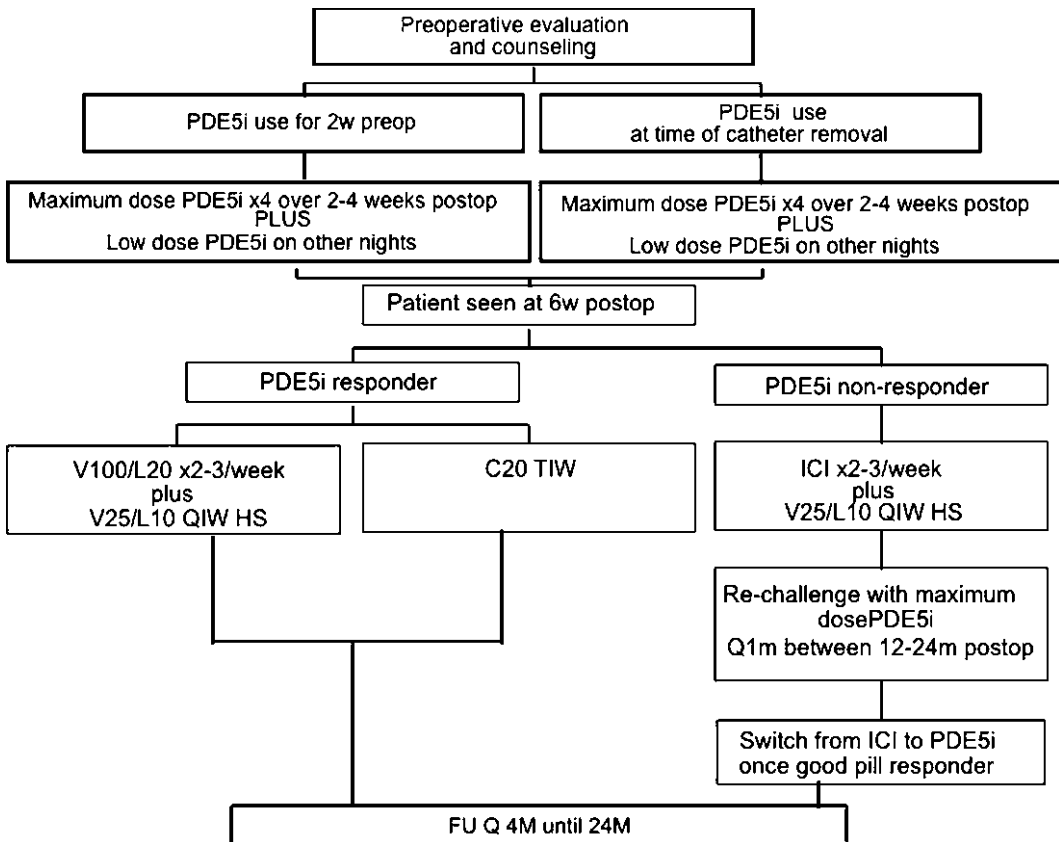 Preoperative evaluation
and counseling
PDE5i use for 2w preop
PDE5i use
at time of catheter removal
Maximum dose PDE5i x4 over 2-4 weeks postop
PLUS
Low dose PDE5i on other nights
Maximum dose PDE5i x4 over 2-4 weeks postop
PLUS
Low dose PDE5i on other nights
Patient seen at 6w postop
PDE5i responder
PDE5i non-responder
V100/L20 x2-3/week
plus
V25/L10 QIW HS
C20 TIW
ICI x2-3/week
plus
V25/L10 QIW HS
Re-challenge with maximum
dosePDE5i
Q1m between 12-24m postop
Switch from ICI to PDE5i
once good pill responder
FU Q 4M until 24M